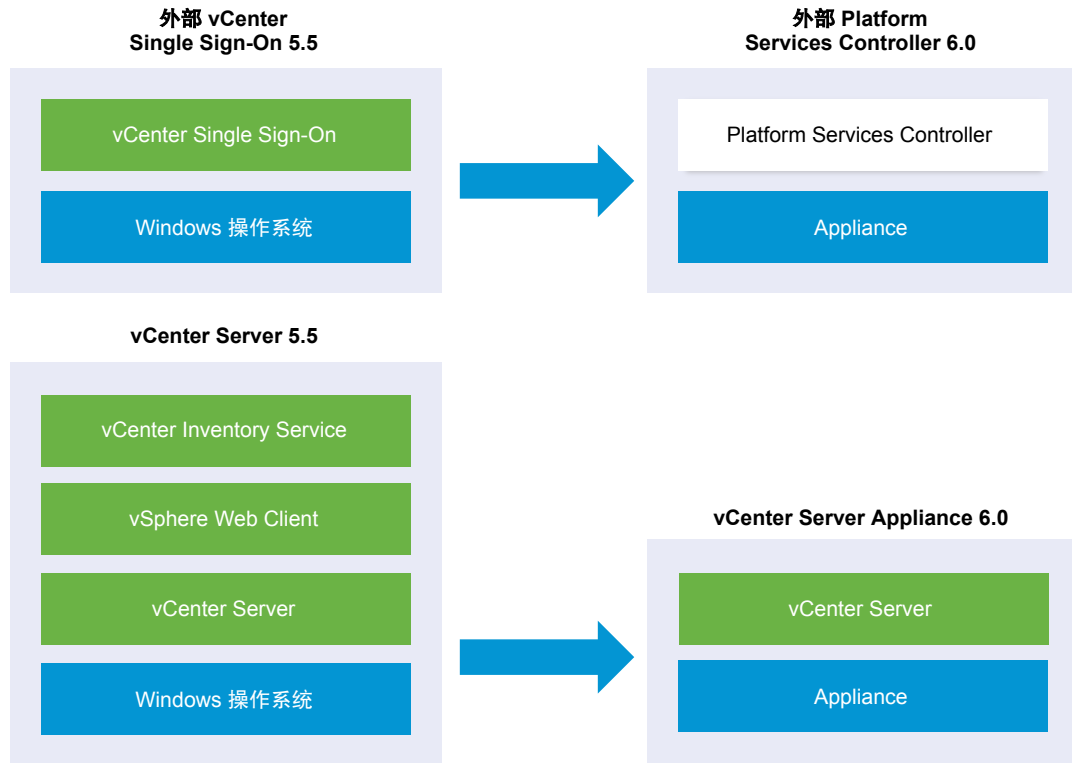 外部 vCenter
Single Sign-On 5.5
外部 Platform
Services Controller 6.0
vCenter Single Sign-On
Windows 操作系统
Platform Services Controller
Appliance
vCenter Server 5.5
vCenter Inventory Service
vSphere Web Client
vCenter Server
Windows 操作系统
vCenter Server Appliance 6.0
vCenter Server
Appliance